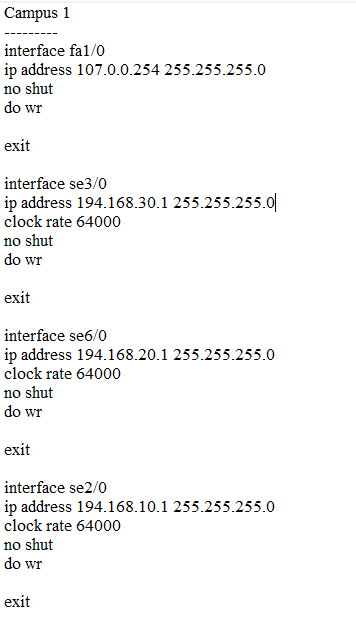 Campus 1
---------
interface fa1/0
ip address 107.0.0.254 255.255.255.0
no shut
do wr
exit
interface se3/0
ip address 194.168.30.1 255.255.255.0
clock rate 64000
no shut
do wr
exit
interface se6/0
ip address 194.168.20.1 255.255.255.0
clock rate 64000
no shut
do wr
exit
interface se2/0
ip address 194.168.10.1 255.255.255.0
clock rate 64000
no shut
do wr
exit